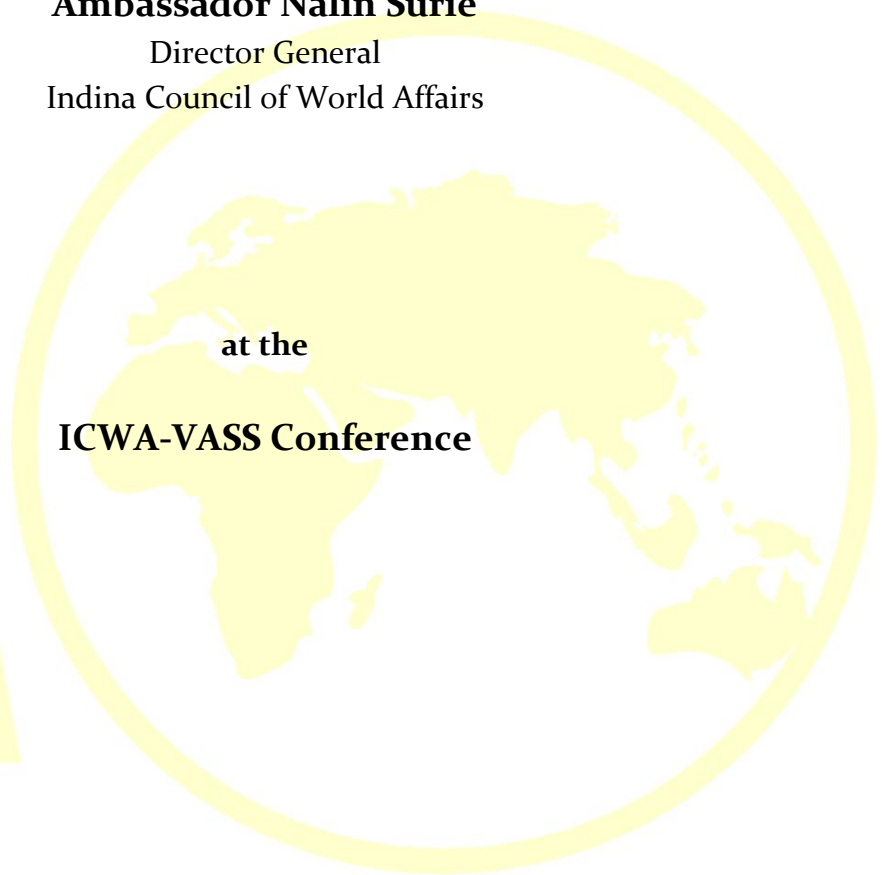 Ambassador Nalin Surie
Director General
Indina Council of World Affairs
at the
ICWA-VASS Conference